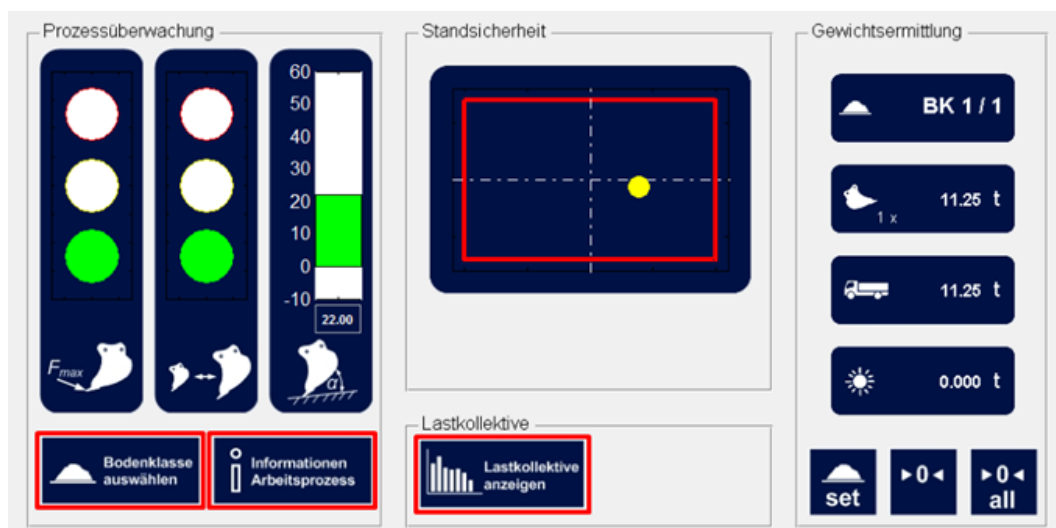 Prozessüberwachung
60
50
40
30
20
10
0
-10
22.00
Fmax
α
Bodenklasse
auswählen
Informationen
Arbeitsprozess
Standsicherheit
Lastkollektive
Lastkollektive
anzeigen
Gewichtsermittlung
BK 1 / 1
1 x
11.25 t
11.25 t
0.000 t
set
►0◄
►0◄
all